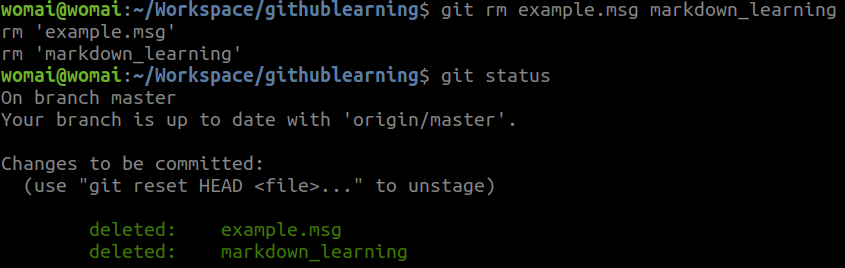 womai@womai:~/Workspace/githublearning$ git rm example.msg markdown_learning
rm 'example.msg'
rm 'markdown_learning'
womai@womai:~/Workspace/githublearning$ git status
On branch master
Your branch is up to date with 'origin/master'.
Changes to be committed:
(use "git reset HEAD <file>..." to unstage)
deleted: example.msg
deleted: markdown_learning